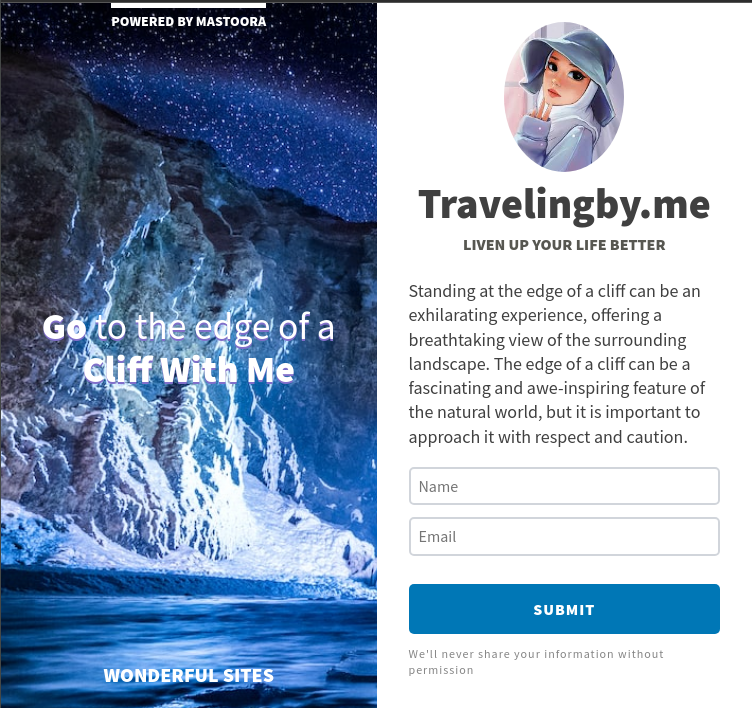 POWERED BY MASTOORA
Go to the edge of a
Cliff With Me
WONDERFUL SITES
Travelingby.me
LIVEN UP YOUR LIFE BETTER
Standing at the edge of a cliff can be an
exhilarating experience, offering a
breathtaking view of the surrounding
landscape. The edge of a cliff can be a
fascinating and awe-inspiring feature of
the natural world, but it is important to
approach it with respect and caution.
Name
Email
SUBMIT
We'll never share your information without
permission